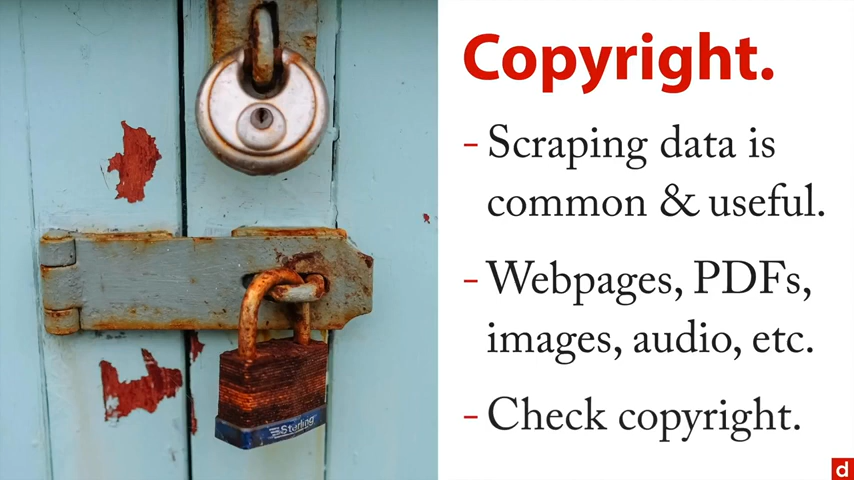 Copyright.
- Scraping data is
common & useful.
- Webpages, PDFs,
images, audio, etc.
- Check copyright.
Sterling
d